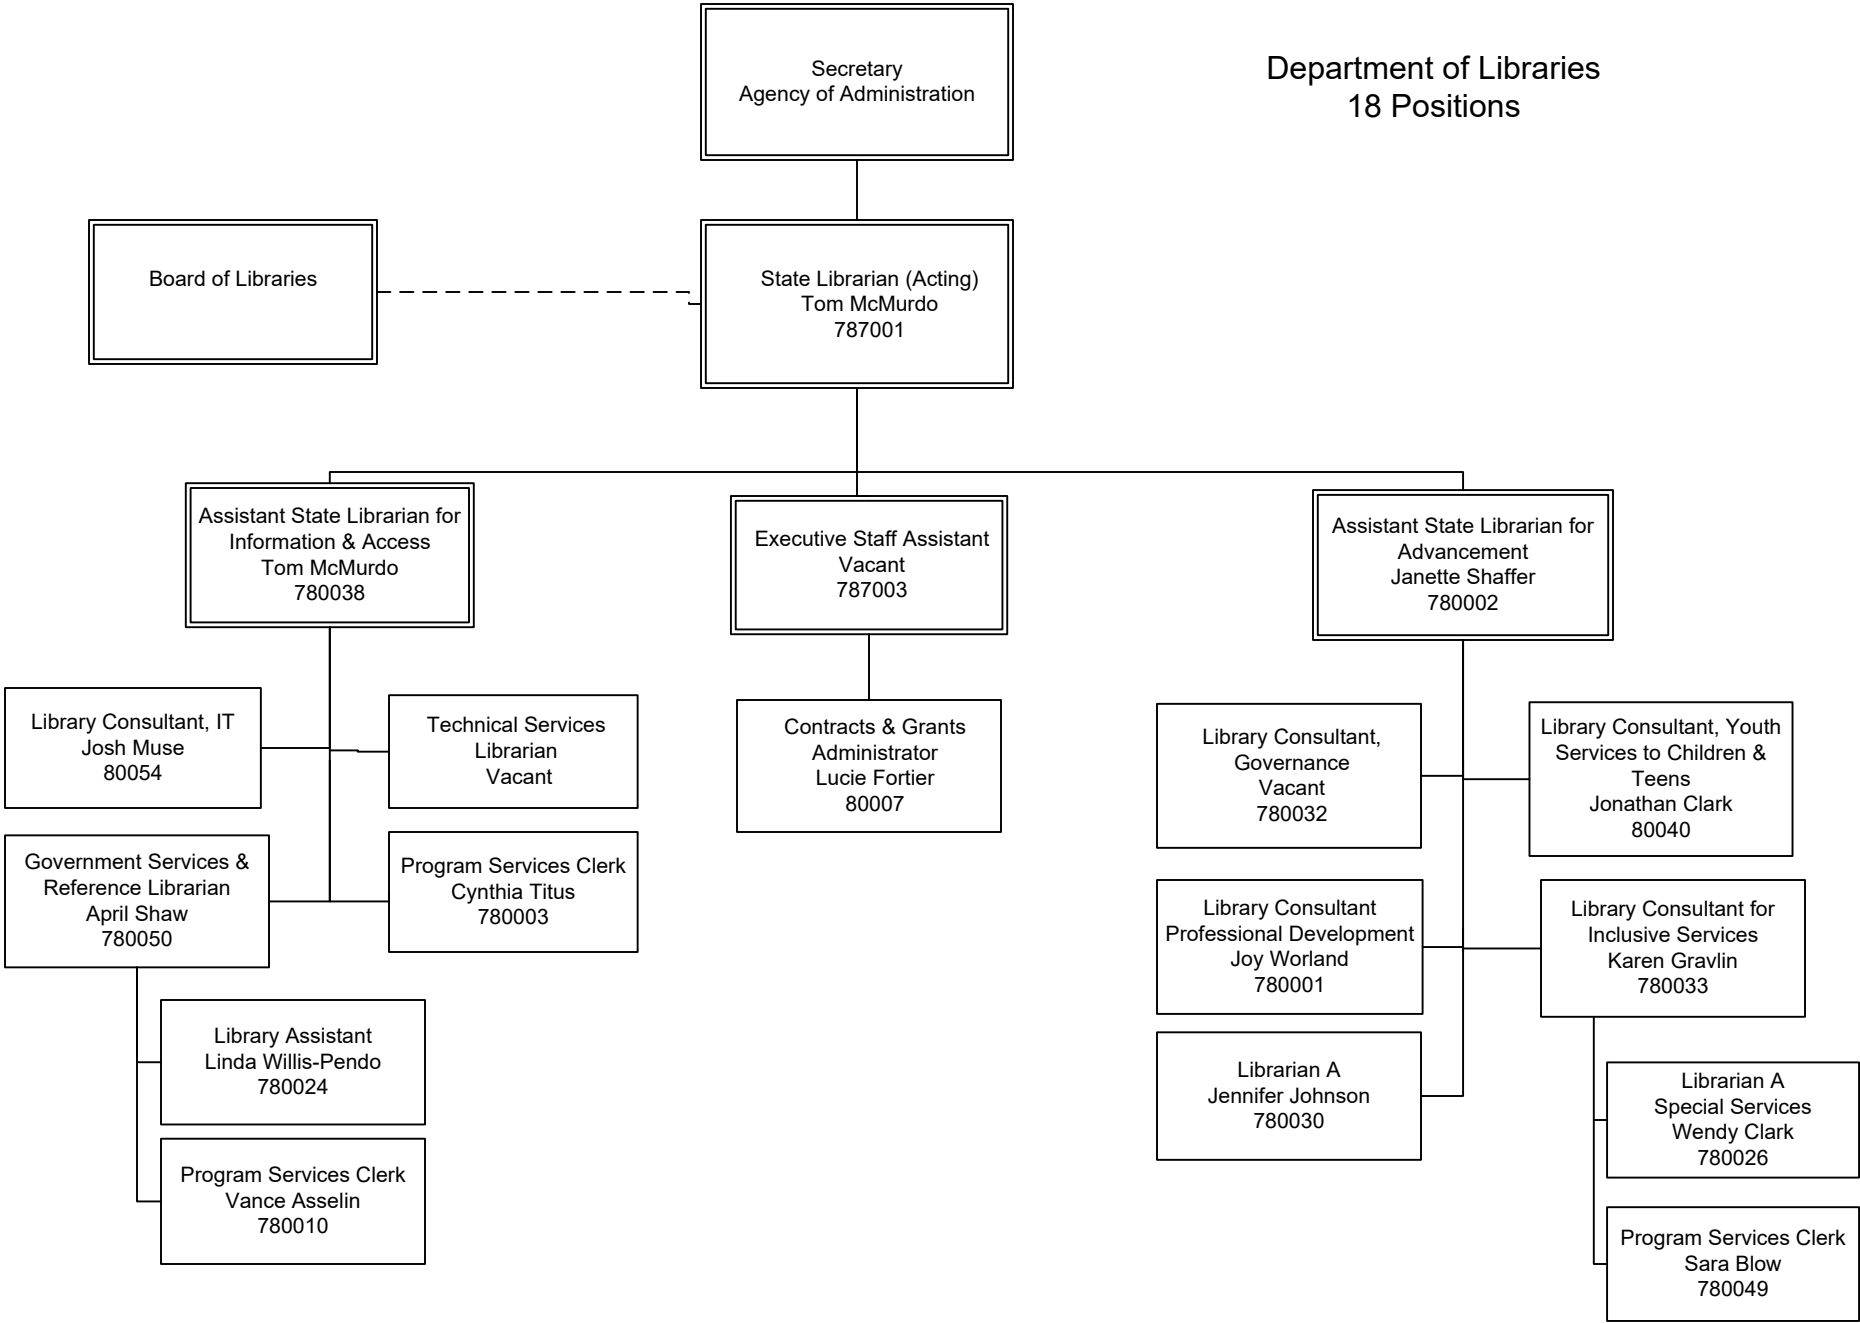 Secretary
Agency of Administration
Department of Libraries
18 Positions
Board of Libraries
State Librarian (Acting)
Tom McMurdo
787001
Assistant State Librarian for
Information & Access
Tom McMurdo
780038
Executive Staff Assistant
Vacant
787003
Assistant State Librarian for
Advancement
Janette Shaffer
780002
Library Consultant, IT
Josh Muse
80054
Technical Services
Librarian
Vacant
Contracts & Grants
Administrator
Lucie Fortier
80007
Library Consultant,
Governance
Vacant
780032
Library Consultant, Youth
Services to Children &
Teens
Jonathan Clark
80040
Government Services &
Reference Librarian
April Shaw
780050
Program Services Clerk
Cynthia Titus
780003
Library Consultant
Professional Development
Joy Worland
780001
Library Consultant for
Inclusive Services
Karen Gravlin
780033
Library Assistant
Linda Willis-Pendo
780024
Librarian A
Jennifer Johnson
780030
Librarian A
Special Services
Wendy Clark
780026
Program Services Clerk
Vance Asselin
780010
Program Services Clerk
Sara Blow
780049